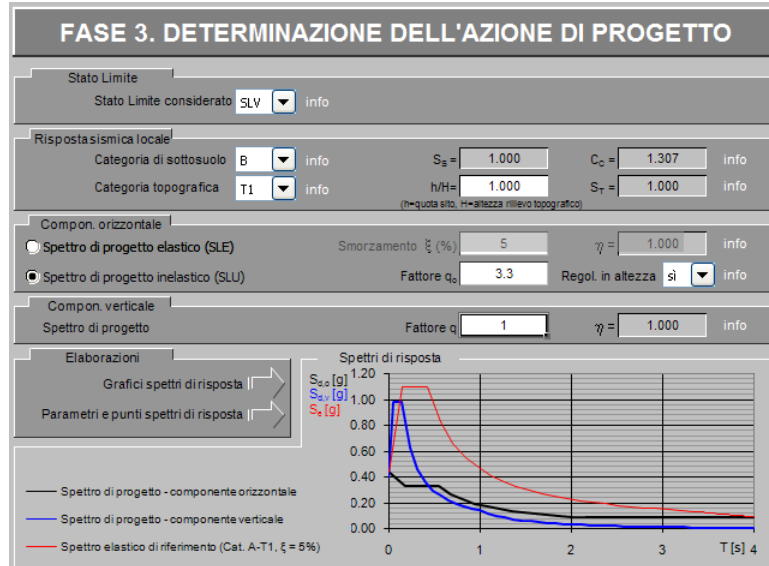 FASE 3. DETERMINAZIONE DELL'AZIONE DI PROGETTO
Stato Limite
Stato Limite considerato SLV info
Risposta sismica locale
Categoria di sottosuolo B info S_S = 1.000 C_C = 1.307 info
Categoria topografica T1 info h/H= 1.000 S_T = 1.000 info
(h=quota sito, H=altezza rilievo topografico)
Compon. orizzontale
Spettro di progetto elastico (SLE) Smorzamento ξ (%) 5 η = 1.000 info
Spettro di progetto inelastico (SLU) Fattore q_o 3.3 Regol. in altezza sì info
Compon. verticale
Spettro di progetto Fattore q 1 η = 1.000 info
Elaborazioni
Grafici spettri di risposta
Parametri e punti spettri di risposta
Spettri di risposta
S_d,o [g]
S_d,v [g]
S_e [g]
1.20
1.00
0.80
0.60
0.40
0.20
0.00
0 1 2 3 T [s] 4
Spettro di progetto - componente orizzontale
Spettro di progetto - componente verticale
Spettro elastico di riferimento (Cat. A-T1, ξ = 5%)